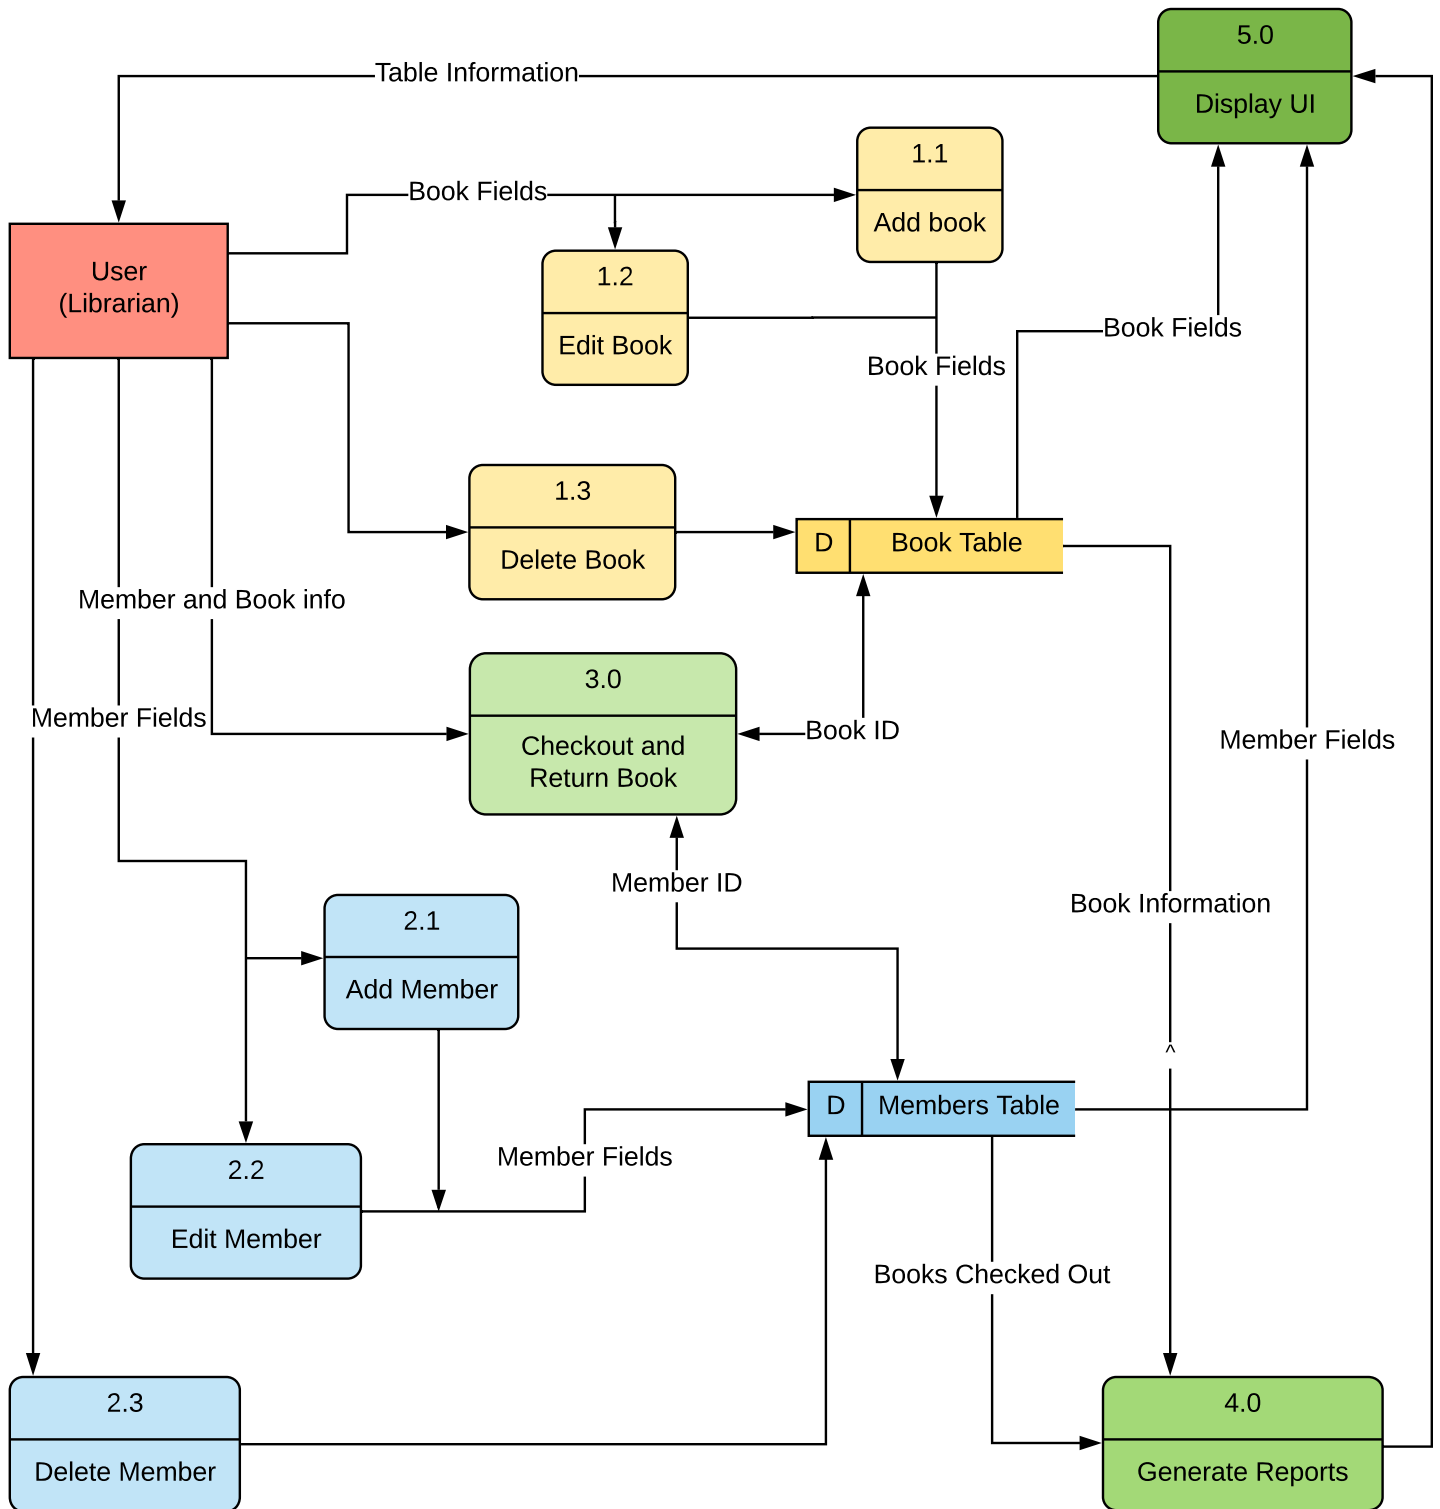 5.0
Table Information
Display UI
1.1
Book Fields
Add book
User
(Librarian)
1.2
Edit Book
Book Fields
Book Fields
1.3
Delete Book
D
Book Table
Member and Book info
3.0
Checkout and
Return Book
Book ID
Member Fields
Member Fields
Member ID
Book Information
2.1
Add Member
^
D
Members Table
2.2
Edit Member
Member Fields
Books Checked Out
2.3
Delete Member
4.0
Generate Reports